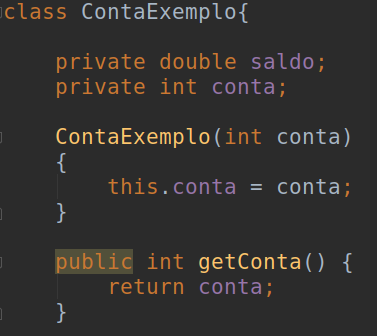 class ContaExemplo{
private double saldo;
private int conta;
ContaExemplo(int conta)
{
this.conta = conta;
}
public int getConta() {
return conta;
}